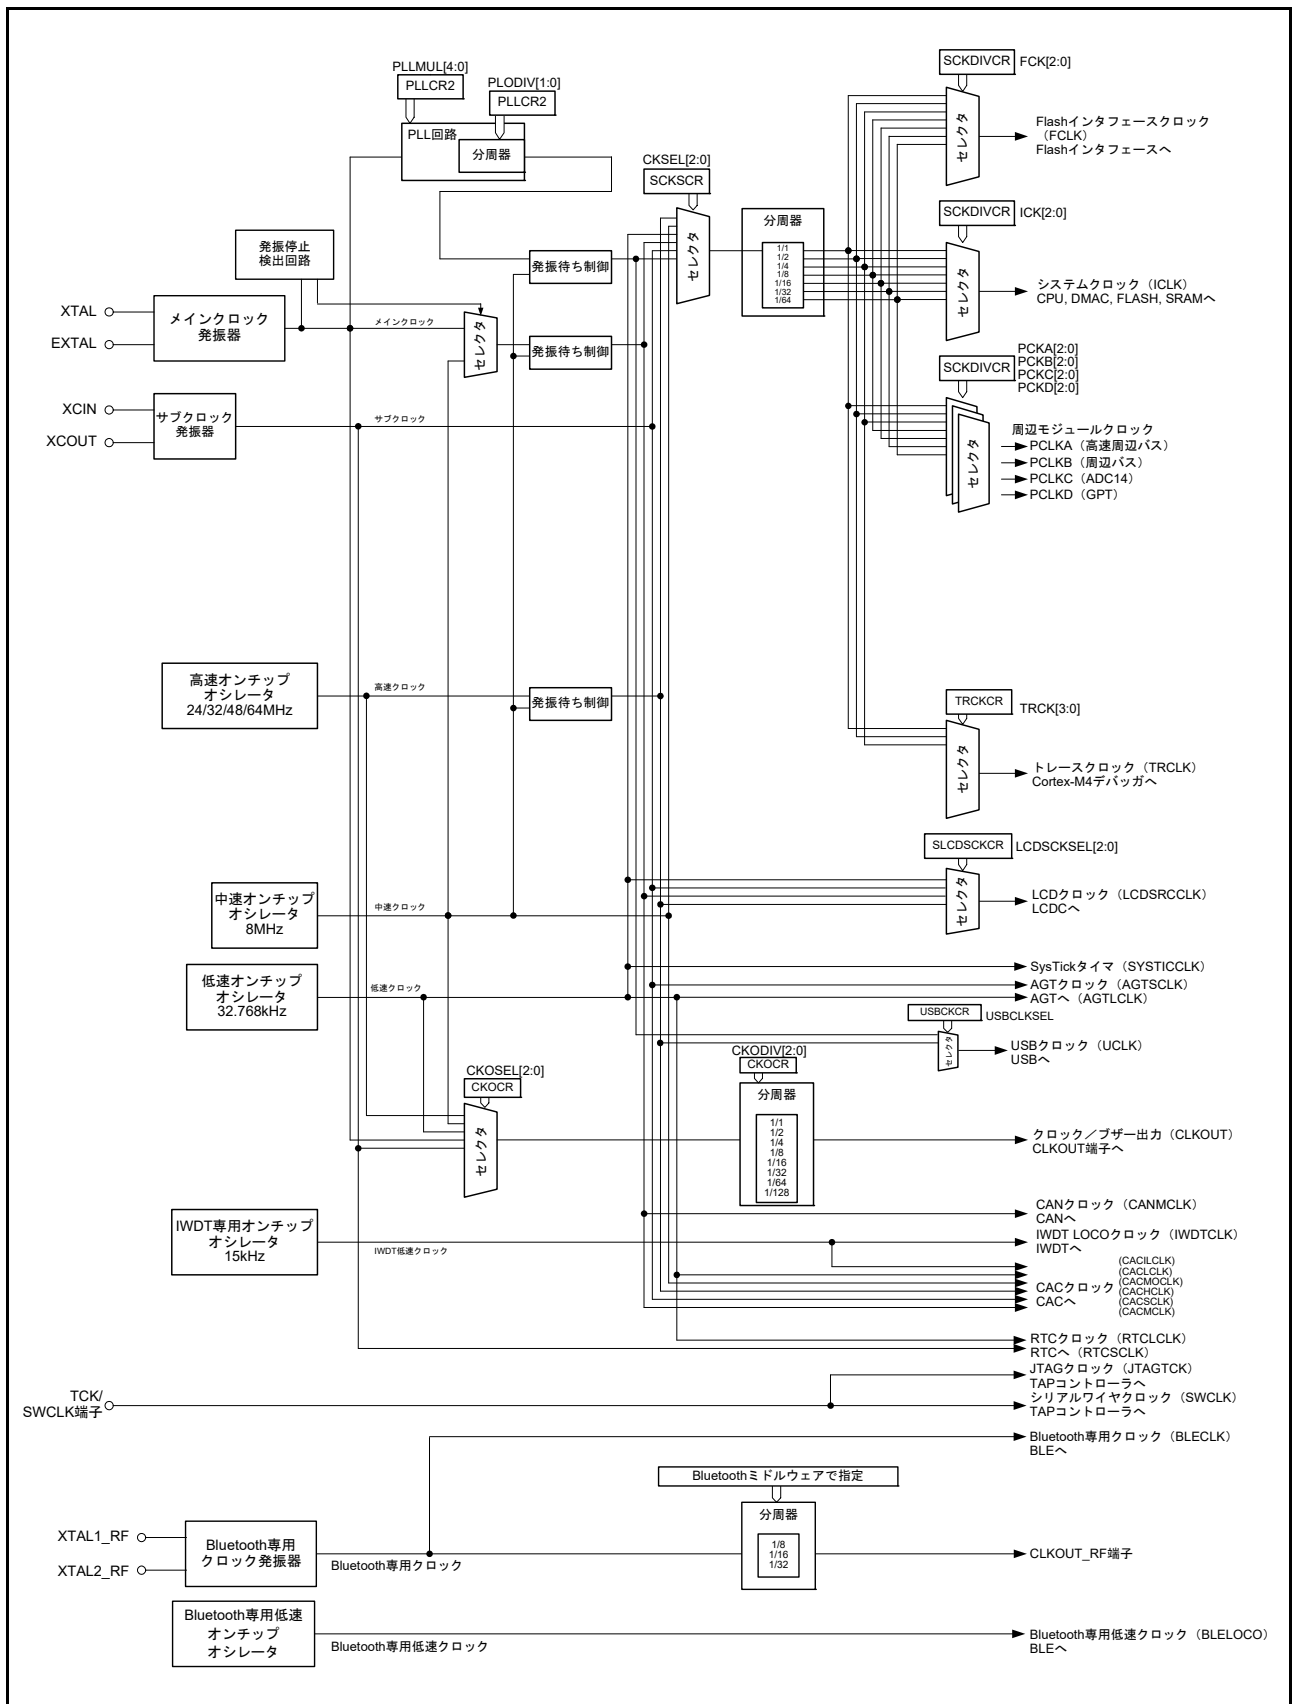 PLLMUL[4:0]
PLLCR2
PLODIV[1:0]
PLLCR2
PLL回路
分周器
CKSEL[2:0]
SCKSCR
セレクタ
分周器
1/1
1/2
1/4
1/8
1/16
1/32
1/64
SCKDIVCR
FCK[2:0]
セレクタ
Flashインタフェースクロック
（FCLK）
Flashインタフェースへ
SCKDIVCR
ICK[2:0]
セレクタ
システムクロック（ICLK）
CPU, DMAC, FLASH, SRAMへ
SCKDIVCR
PCKA[2:0]
PCKB[2:0]
PCKC[2:0]
PCKD[2:0]
セレクタ
周辺モジュールクロック
PCLKA（高速周辺バス）
PCLKB（周辺バス）
PCLKC（ADC14）
PCLKD（GPT）
発振停止
検出回路
発振待ち制御
XTAL
EXTAL
メインクロック
発振器
メインクロック
セレクタ
発振待ち制御
XCIN
XCOUT
サブクロック
発振器
サブクロック
高速オンチップ
オシレータ
24/32/48/64MHz
高速クロック
発振待ち制御
TRCKCR
TRCK[3:0]
セレクタ
トレースクロック（TRCLK）
Cortex-M4デバッガへ
SLCDSCKCR
LCDSCKSEL[2:0]
セレクタ
LCDクロック（LCDSRCCLK）
LCDCへ
中速オンチップ
オシレータ
8MHz
中速クロック
低速オンチップ
オシレータ
32.768kHz
低速クロック
SysTickタイマ（SYSTICCLK）
AGTクロック（AGTSCLK）
AGTへ（AGTLCLK）
USBCKCR
USBCLKSEL
セレクタ
USBクロック（UCLK）
USBへ
CKOSEL[2:0]
CKOCR
セレクタ
CKODIV[2:0]
CKOCR
分周器
1/1
1/2
1/4
1/8
1/16
1/32
1/64
1/128
クロック／ブザー出力（CLKOUT）
CLKOUT端子へ
CANクロック（CANMCLK）
CANへ
IWDT専用オンチップ
オシレータ
15kHz
IWDT低速クロック
IWDT LOCOクロック（IWDTCLK）
IWDTへ
CACクロック
CACへ
(CACILCLK)
(CACLCLK)
(CACMOCLK)
(CACHCLK)
(CACSCLK)
(CACMCLK)
RTCクロック（RTCLCLK）
RTCへ（RTCSCLK）
TCK/
SWCLK端子
JTAGクロック（JTAGTCK）
TAPコントローラへ
シリアルワイヤクロック（SWCLK）
TAPコントローラへ
Bluetooth専用クロック（BLECLK）
BLEへ
Bluetoothミドルウェアで指定
分周器
1/8
1/16
1/32
XTAL1_RF
XTAL2_RF
Bluetooth専用
クロック発振器
Bluetooth専用クロック
CLKOUT_RF端子
Bluetooth専用低速
オンチップ
オシレータ
Bluetooth専用低速クロック
Bluetooth専用低速クロック（BLELOCO）
BLEへ